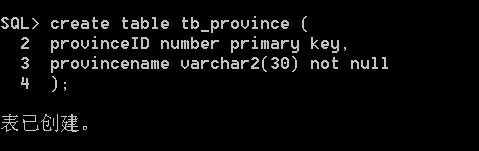 SQL> create table tb_province (
2 provinceID number primary key,
3 provincename varchar2(30) not null
4 );
表已创建。